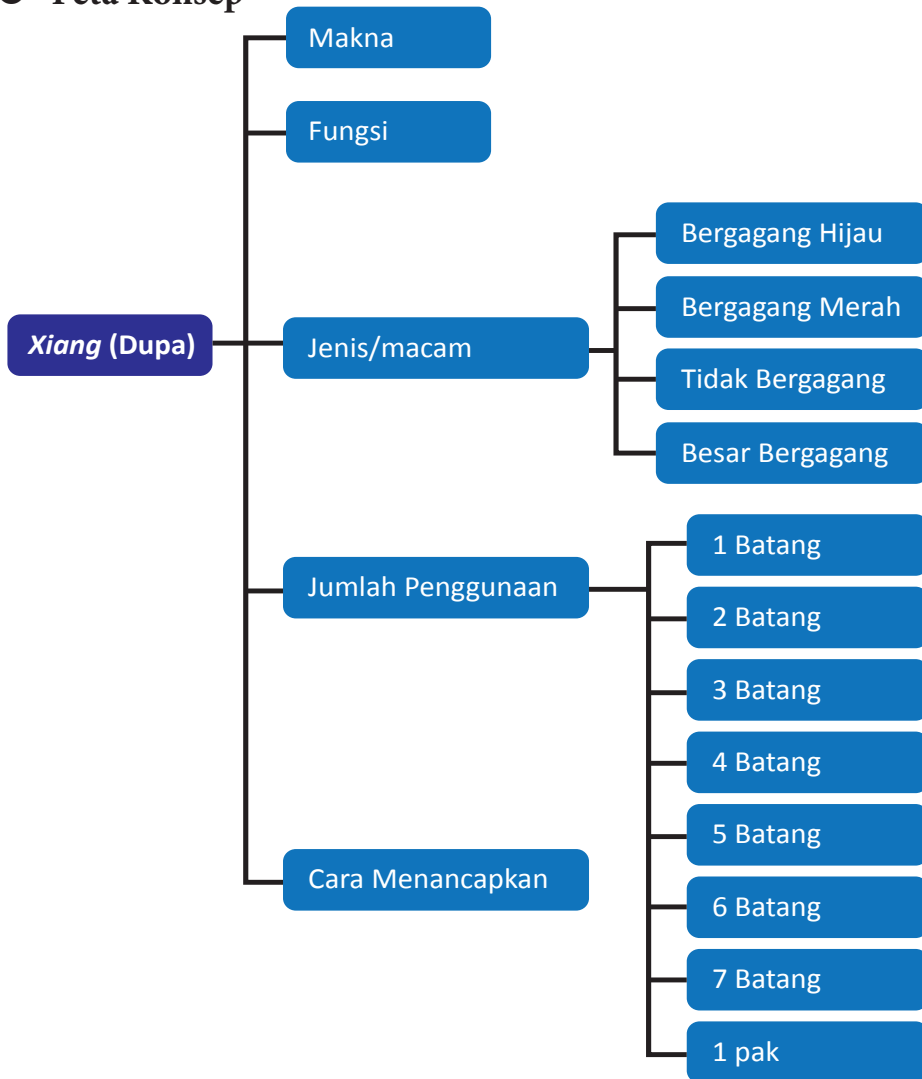 Peta Konsep
Makna
Fungsi
Bergagang Hijau
Bergagang Merah
Xiang (Dupa)
Jenis/macam
Tidak Bergagang
Besar Bergagang
1 Batang
Jumlah Penggunaan
2 Batang
3 Batang
4 Batang
5 Batang
Cara Menancapkan
6 Batang
7 Batang
1 pak